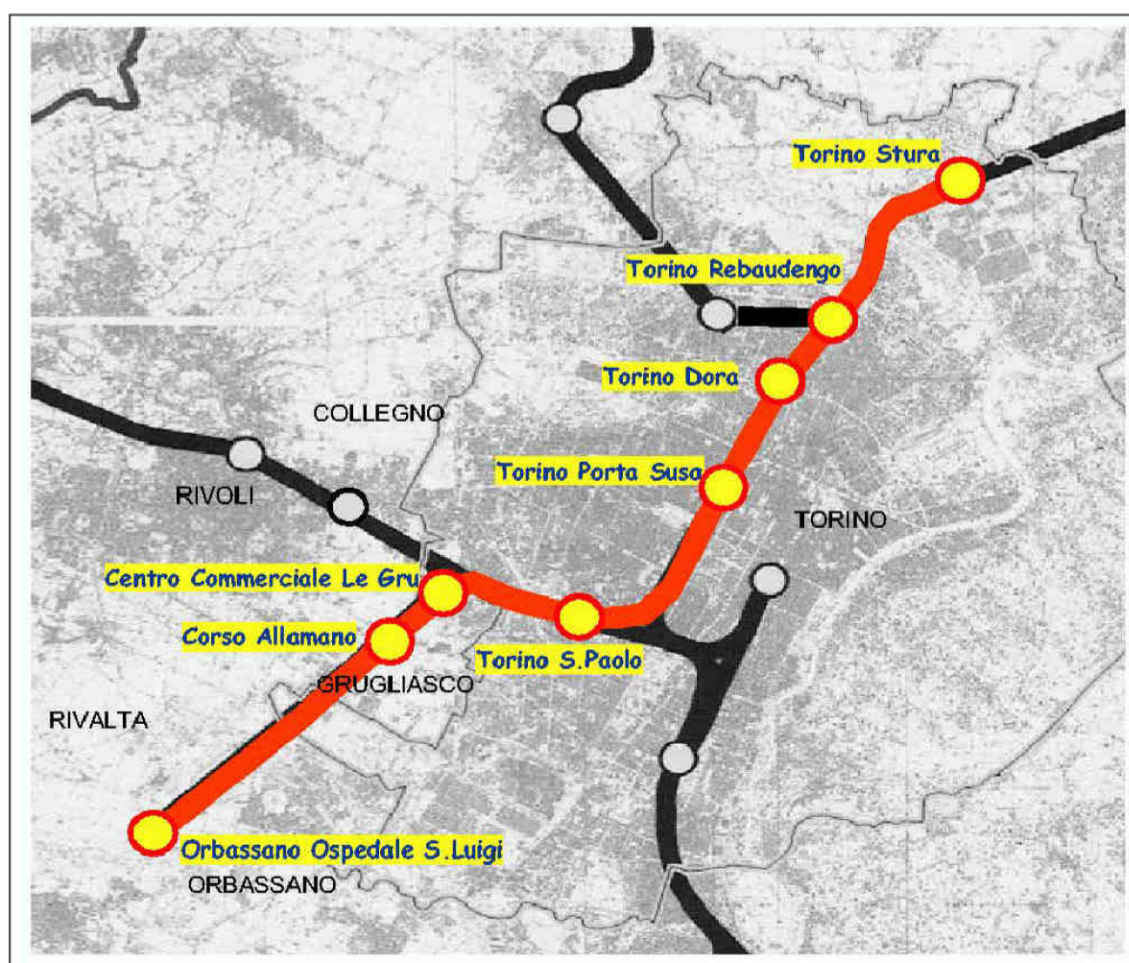 Torino Stura
Torino Rebaudengo
Torino Dora
COLLEGNO
Torino Porta Susa
RIVOLI
TORINO
Centro Commerciale Le Gru
Corso Allamano
Torino S.Paolo
GRUGLIASCO
RIVALTA
Orbassano Ospedale S.Luigi
ORBASSANO